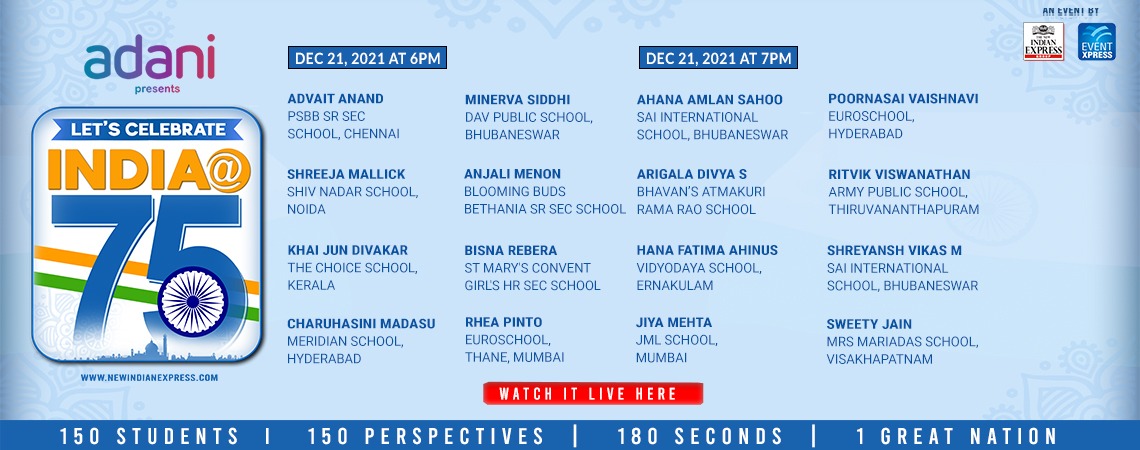 adani
presents
LET'S CELEBRATE
INDIA@
75
WWW.NEWINDIANEXPRESS.COM
DEC 21, 2021 AT 6PM
ADVAIT ANAND
PSBB SR SEC
SCHOOL, CHENNAI
MINERVA SIDDHI
DAV PUBLIC SCHOOL,
BHUBANESWAR
SHREEJA MALLICK
SHIV NADAR SCHOOL,
NOIDA
ANJALI MENON
BLOOMING BUDS
BETHANIA SR SEC SCHOOL
KHAI JUN DIVAKAR
THE CHOICE SCHOOL,
KERALA
BISNA REBERA
ST MARY'S CONVENT
GIRL'S HR SEC SCHOOL
CHARUHASINI MADASU
MERIDIAN SCHOOL,
HYDERABAD
RHEA PINTO
EUROSCHOOL,
THANE, MUMBAI
DEC 21, 2021 AT 7PM
AHANA AMLAN SAHOO
SAI INTERNATIONAL
SCHOOL, BHUBANESWAR
POORNASAI VAISHNAVI
EUROSCHOOL,
HYDERABAD
ARIGALA DIVYA S
BHAVAN'S ATMAKURI
RAMA RAO SCHOOL
RITVIK VISWANATHAN
ARMY PUBLIC SCHOOL,
THIRUVANANTHAPURAM
HANA FATIMA AHINUS
VIDYODAYA SCHOOL,
ERNAKULAM
SHREYANSH VIKAS M
SAI INTERNATIONAL
SCHOOL, BHUBANESWAR
JIYA MEHTA
JML SCHOOL,
MUMBAI
SWEETY JAIN
MRS MARIADAS SCHOOL,
VISAKHAPATNAM
AN EVENT BY
THE NEW
INDIAN
EXPRESS
GROUP
EVENT
XPRESS
WATCH IT LIVE HERE
150 STUDENTS I 150 PERSPECTIVES | 180 SECONDS | 1 GREAT NATION